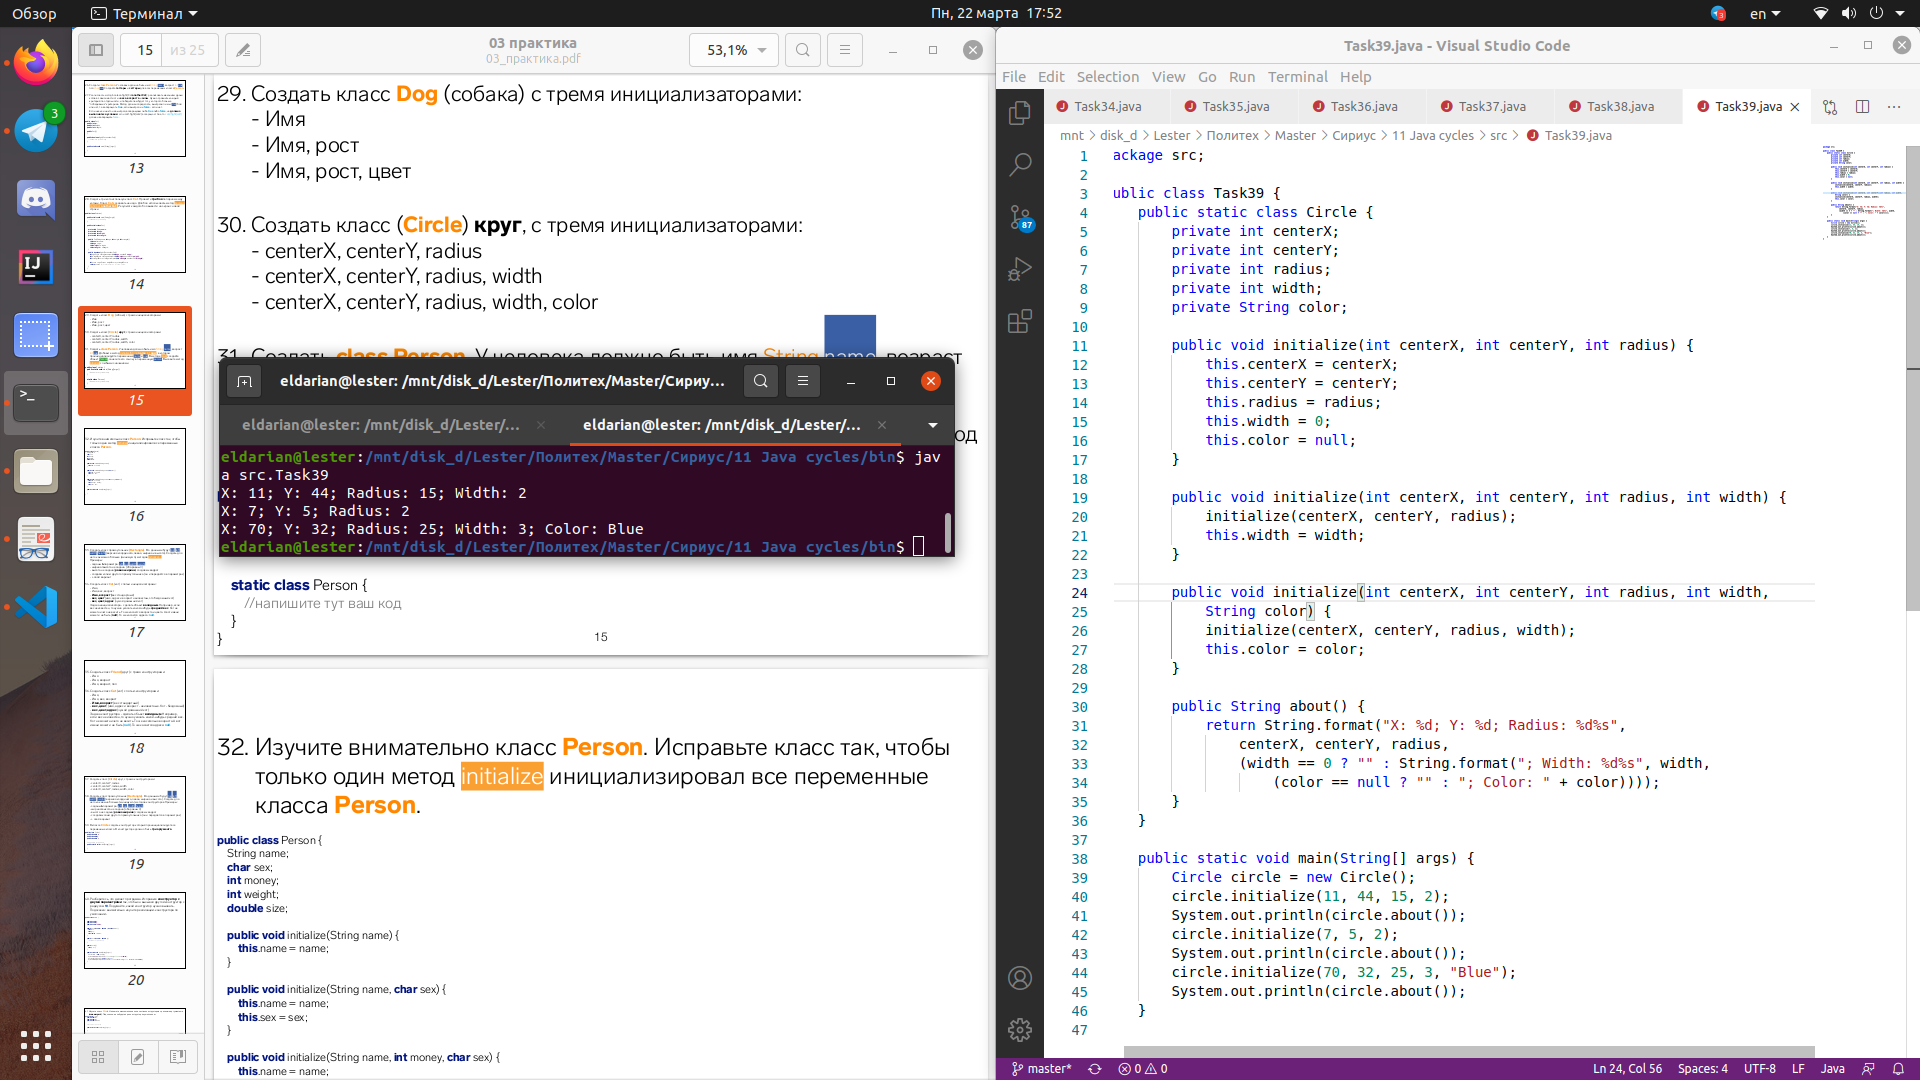 Обзор
Терминал
Пн, 22 марта 17:52
3
en
3
15 из 25
03 практика
03_практика.pdf
53,1%
13
14
15
16
17
18
19
20
29. Создать класс Dog (собака) с тремя инициализаторами:
- Имя
- Имя, рост
- Имя, рост, цвет
30. Создать класс (Circle) круг, с тремя инициализаторами:
- centerX, centerY, radius
- centerX, centerY, radius, width
- centerX, centerY, radius, width, color
31. Создать class Person. У человека должно быть имя String name, возраст
од
static class Person {
//напишите тут ваш код
}
}
15
32. Изучите внимательно класс Person. Исправьте класс так, чтобы
только один метод initialize инициализировал все переменные
класса Person.
public class Person {
String name;
char sex;
int money;
int weight;
double size;
public void initialize(String name) {
this.name = name;
}
public void initialize(String name, char sex) {
this.name = name;
this.sex = sex;
}
public void initialize(String name, int money, char sex) {
this.name = name;
eldarian@lester: /mnt/disk_d/Lester/Политех/Master/Сириу...
eldarian@lester: /mnt/disk_d/Lester/...
eldarian@lester: /mnt/disk_d/Lester/...
eldarian@lester:/mnt/disk_d/Lester/Политех/Master/Сириус/11 Java cycles/bin$ jav
a src.Task39
X: 11; Y: 44; Radius: 15; Width: 2
X: 7; Y: 5; Radius: 2
X: 70; Y: 32; Radius: 25; Width: 3; Color: Blue
eldarian@lester:/mnt/disk_d/Lester/Политех/Master/Сириус/11 Java cycles/bin$
Task39.java - Visual Studio Code
File Edit Selection View Go Run Terminal Help
87
Task34.java
Task35.java
Task36.java
Task37.java
Task38.java
Task39.java
mnt > disk_d > Lester > Политех > Master > Сириус > 11 Java cycles > src > Task39.java
1 ackage src;
2
3 ublic class Task39 {
4 public static class Circle {
5 private int centerX;
6 private int centerY;
7 private int radius;
8 private int width;
9 private String color;
10
11 public void initialize(int centerX, int centerY, int radius) {
12 this.centerX = centerX;
13 this.centerY = centerY;
14 this.radius = radius;
15 this.width = 0;
16 this.color = null;
17 }
18
19 public void initialize(int centerX, int centerY, int radius, int width) {
20 initialize(centerX, centerY, radius);
21 this.width = width;
22 }
23
24 public void initialize(int centerX, int centerY, int radius, int width,
25 String color) {
26 initialize(centerX, centerY, radius, width);
27 this.color = color;
28 }
29
30 public String about() {
31 return String.format("X: %d; Y: %d; Radius: %d%s",
32 centerX, centerY, radius,
33 (width == 0 ? "" : String.format("; Width: %d%s", width,
34 (color == null ? "" : "; Color: " + color))));
35 }
36 }
37
38 public static void main(String[] args) {
39 Circle circle = new Circle();
40 circle.initialize(11, 44, 15, 2);
41 System.out.println(circle.about());
42 circle.initialize(7, 5, 2);
43 System.out.println(circle.about());
44 circle.initialize(70, 32, 25, 3, "Blue");
45 System.out.println(circle.about());
46 }
47
master* 0 0 Ln 24, Col 56 Spaces: 4 UTF-8 LF Java